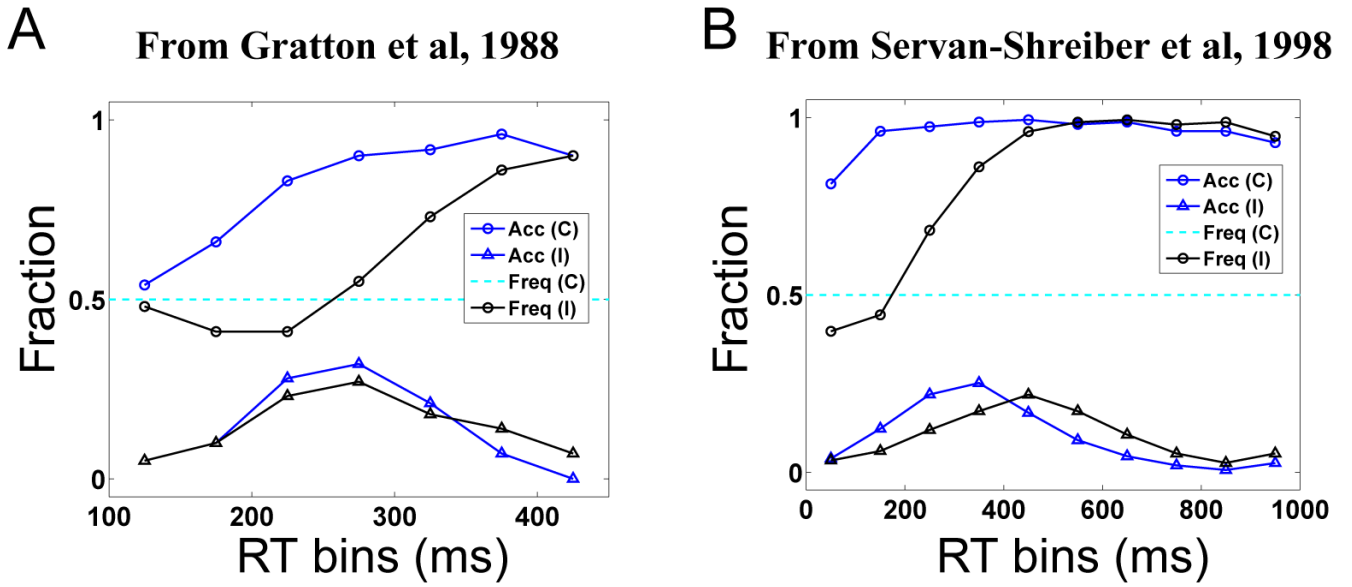 A
From Gratton et al, 1988
Fraction
1
0.5
0
100
200
300
400
RT bins (ms)
Acc (C)
Acc (I)
Freq (C)
Freq (I)
B
From Servan-Shreiber et al, 1998
Fraction
1
0.5
0
0
200
400
600
800
1000
RT bins (ms)
Acc (C)
Acc (I)
Freq (C)
Freq (I)